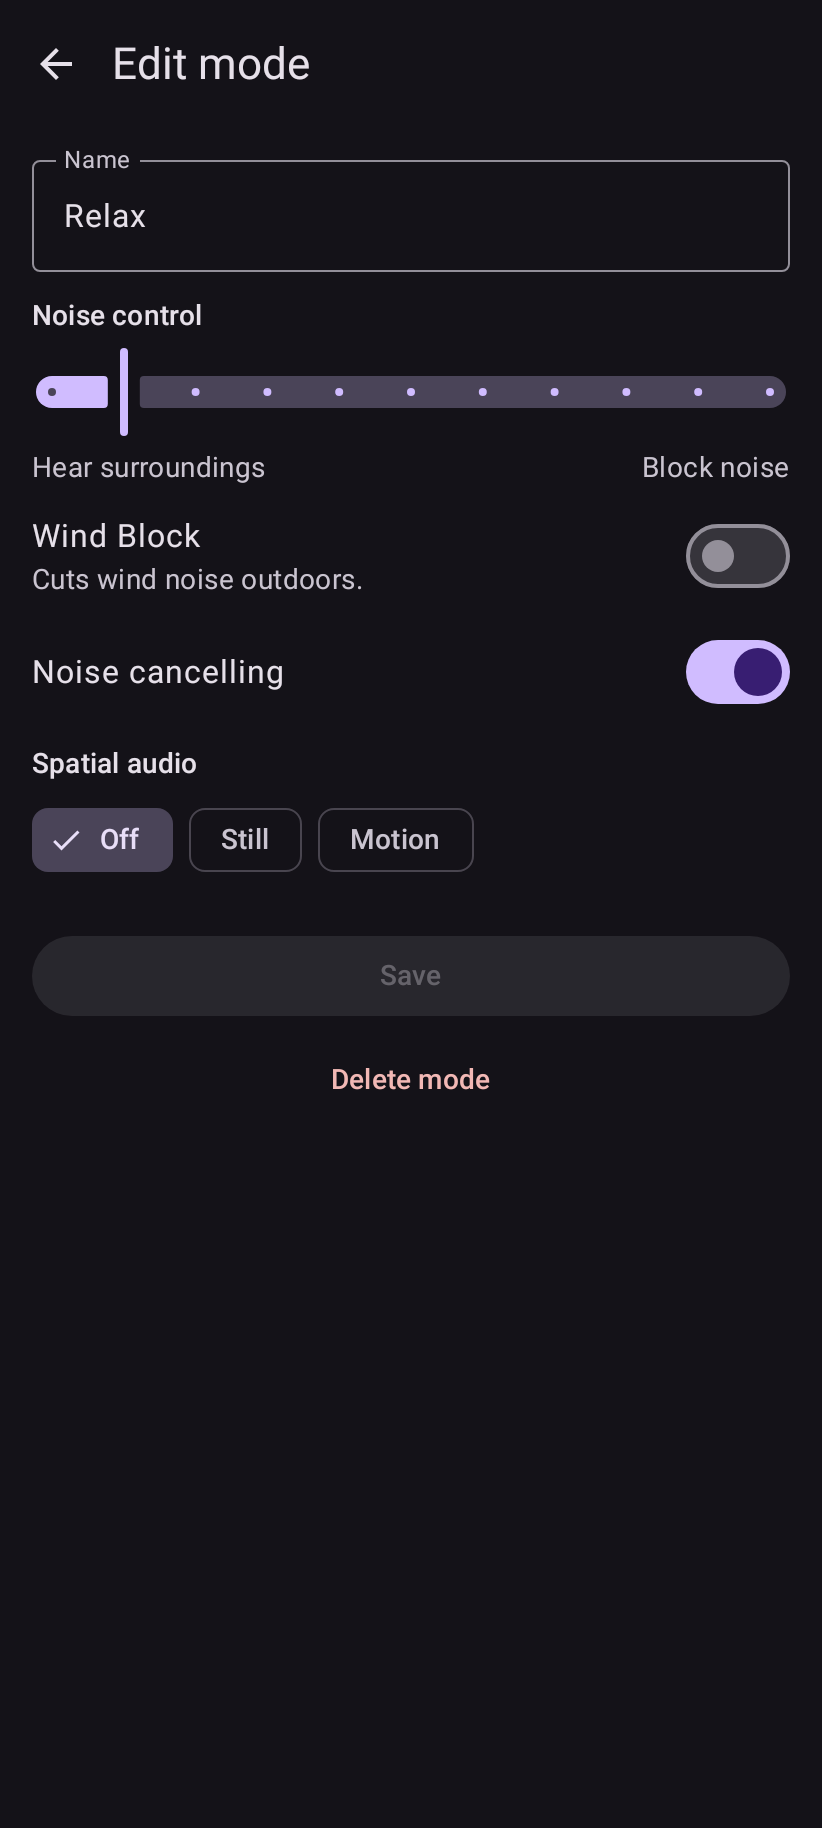 Edit mode
Name
Relax
Noise control
Hear surroundings
Block noise
Wind Block
Cuts wind noise outdoors.
Noise cancelling
Spatial audio
Off
Still
Motion
Save
Delete mode